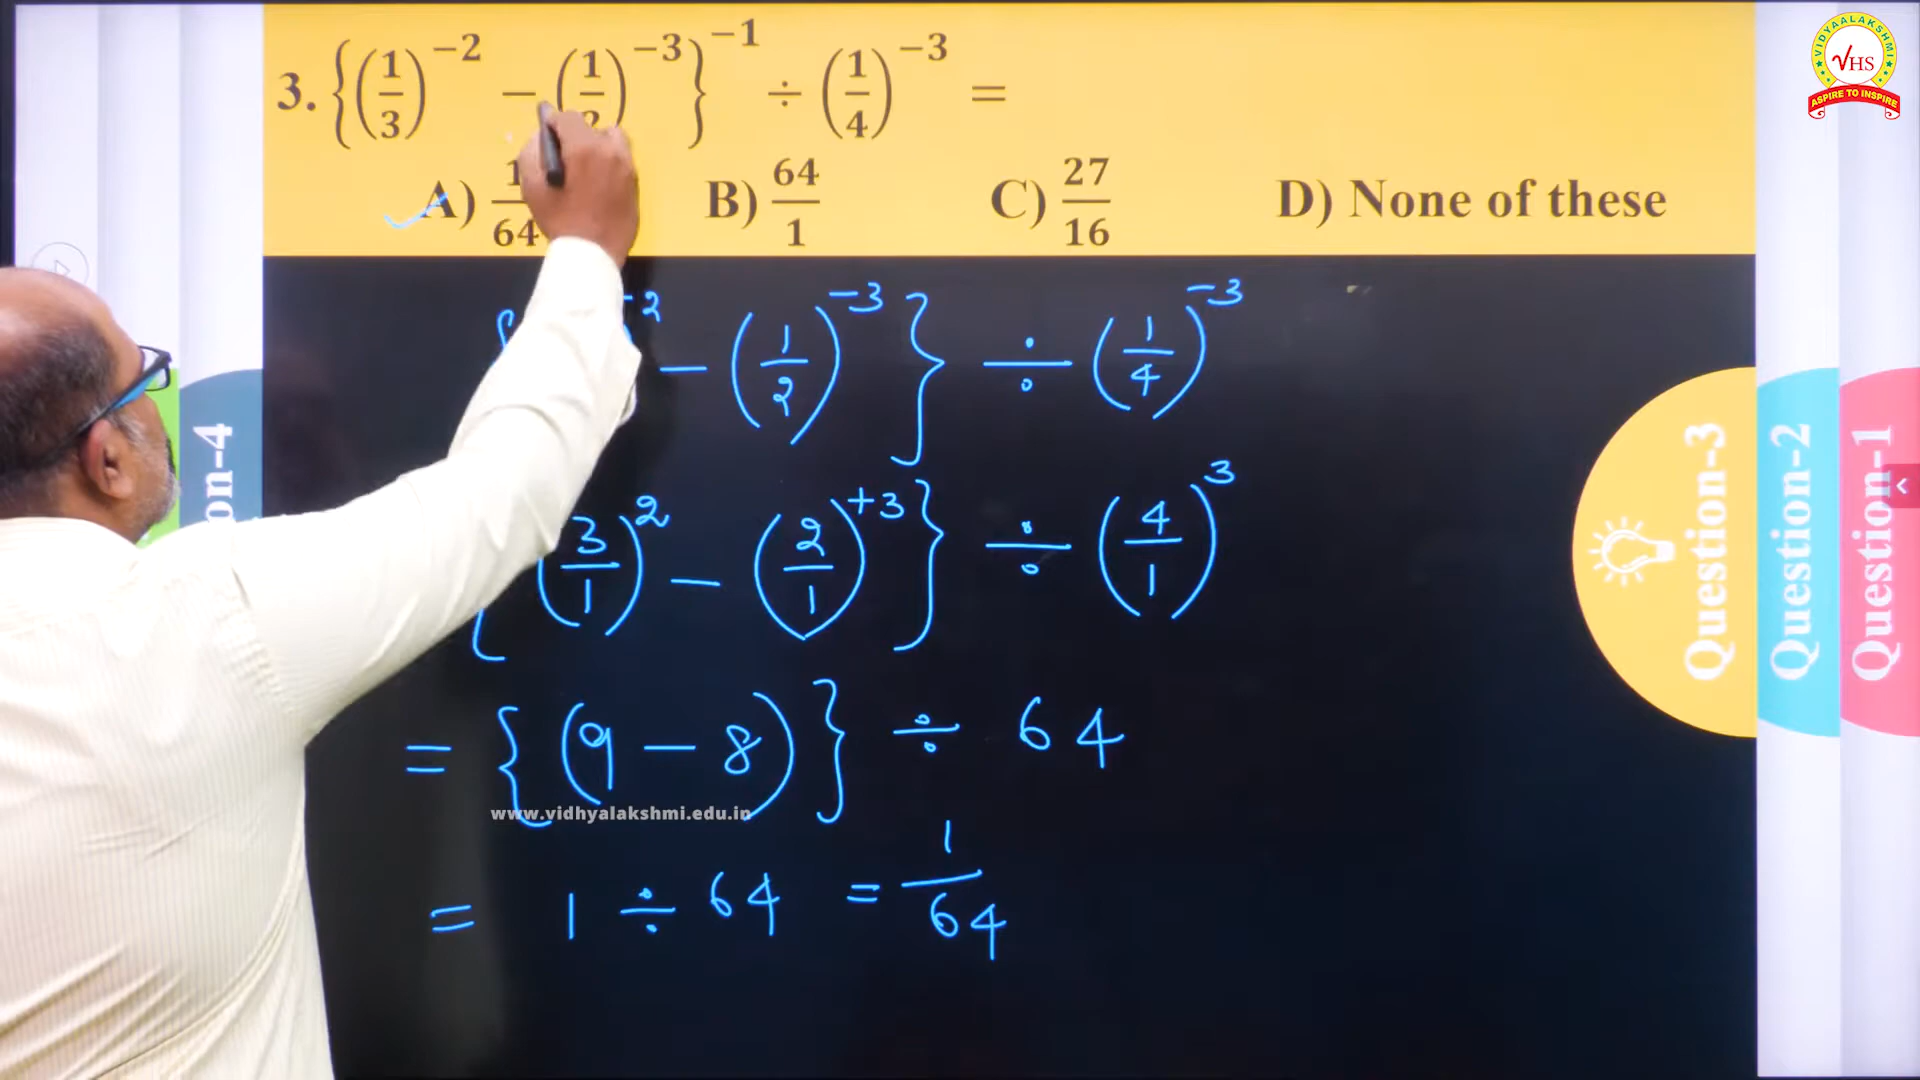 3. {(1/3)^−2 − (1/)^−3}^−1 ÷ (1/4)^−3 =
A) 1/64 B) 64/1 C) 27/16 D) None of these
−2 − (1/2)^−3} ÷ (1/4)^−3
(3/1)^2 − (2/1)^+3} ÷ (4/1)^3
= {(9 − 8)} ÷ 64
= 1 ÷ 64 = 1/64
www.vidhyalakshmi.edu.in
VIDYAALAKSHMI
VHS
ASPIRE TO INSPIRE
on-4
Question-3
Question-2
Question-1